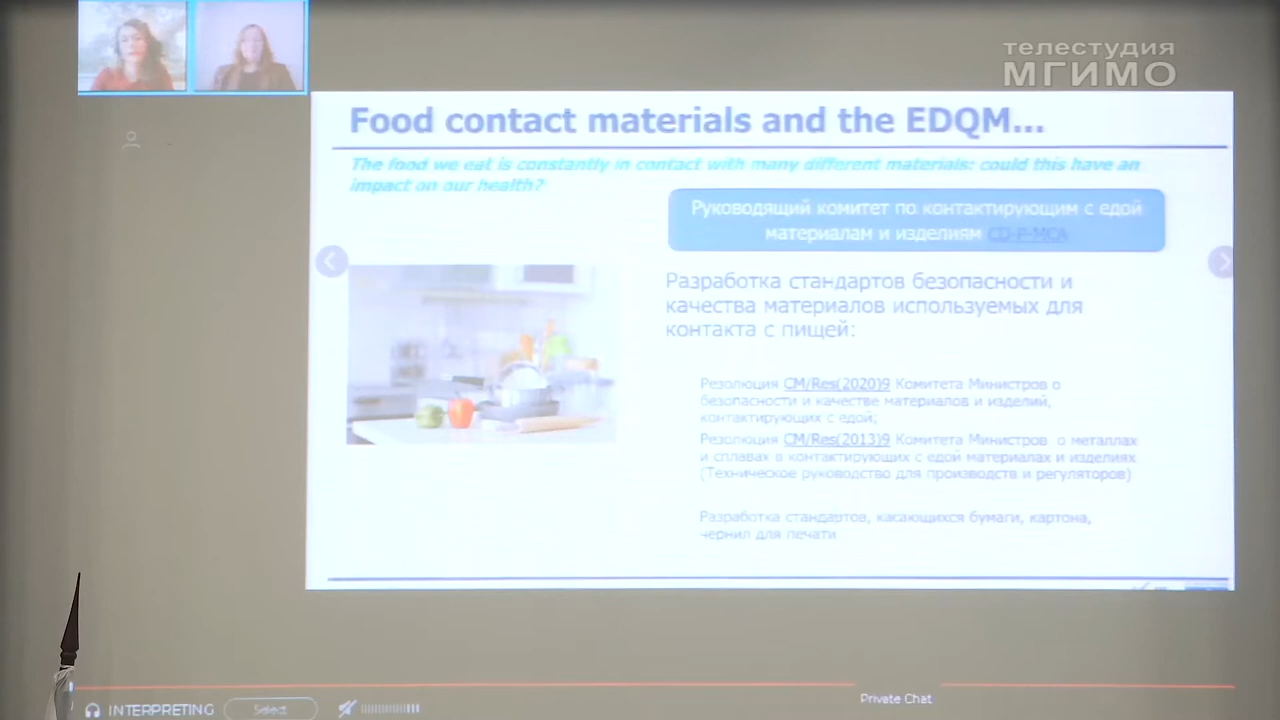 телестудия
МГИМО
Food contact materials and the EDQM...
The food we eat is constantly in contact with many different materials: could this have an
impact on our health?
Руководящий комитет по контактирующим с едой
материалам и изделиям CD-P-MCA
Разработка стандартов безопасности и
качества материалов используемых для
контакта с пищей:
Резолюция CM/Res(2020)9 Комитета Министров о
безопасности и качестве материалов и изделий,
контактирующих с едой;
Резолюция CM/Res(2013)9 Комитета Министров о металлах
и сплавах в контактирующих с едой материалах и изделиях
(Техническое руководство для производств и регуляторов)
Разработка стандартов, касающихся бумаги, картона,
чернил для печати
INTERPRETING
Select
Private Chat